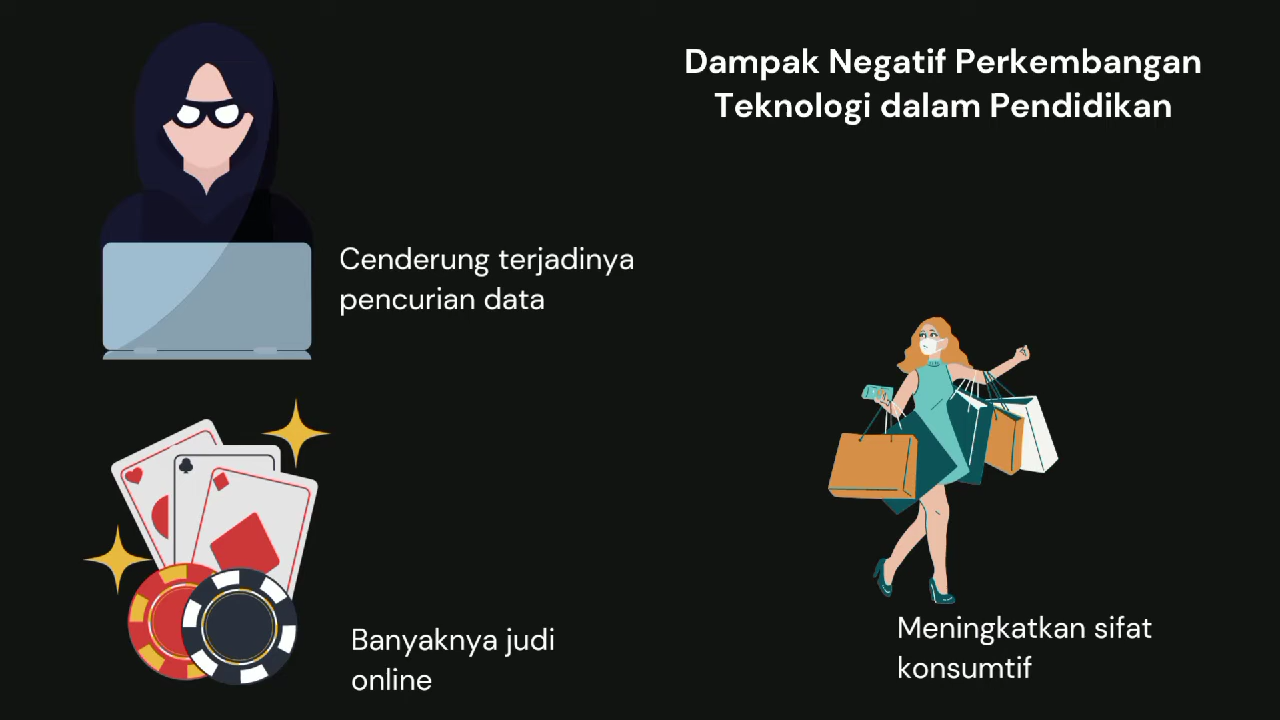 Dampak Negatif Perkembangan
Teknologi dalam Pendidikan
Cenderung terjadinya
pencurian data
Banyaknya judi
online
Meningkatkan sifat
konsumtif